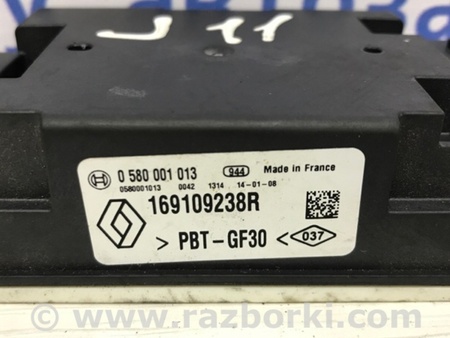 J11
0 580 001 013 944 Made in France
0580001013 0042 1314 14-01-08
169109238R
> PBT-GF30 < 037
www.razborki.com